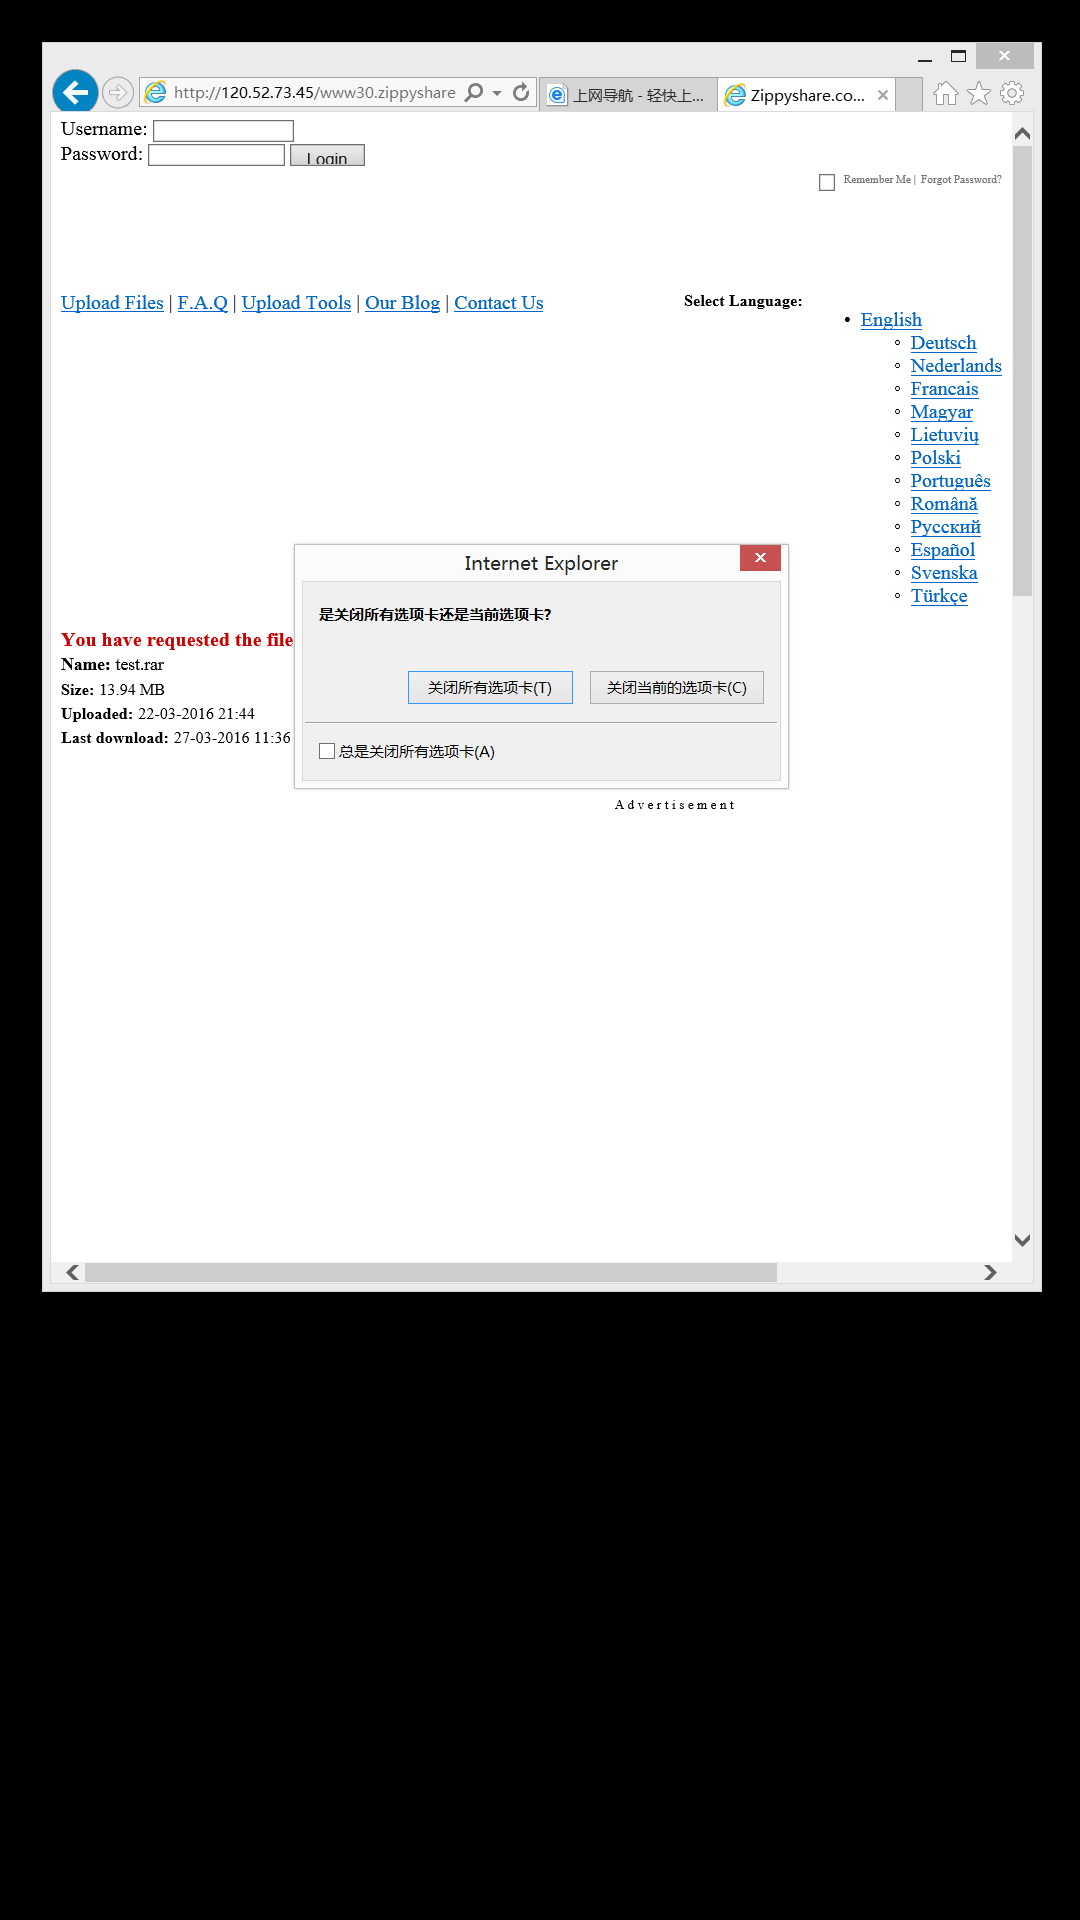 http://120.52.73.45/www30.zippyshare
上网导航 - 轻快上...
Zippyshare.co...
Username:
Password:
Login
Remember Me | Forgot Password?
Upload Files | F.A.Q | Upload Tools | Our Blog | Contact Us
Select Language:
English
Deutsch
Nederlands
Francais
Magyar
Lietuvių
Polski
Português
Română
Русский
Español
Svenska
Türkçe
Internet Explorer
是关闭所有选项卡还是当前选项卡?
关闭所有选项卡(T)
关闭当前的选项卡(C)
总是关闭所有选项卡(A)
You have requested the file
Name: test.rar
Size: 13.94 MB
Uploaded: 22-03-2016 21:44
Last download: 27-03-2016 11:36
Advertisement